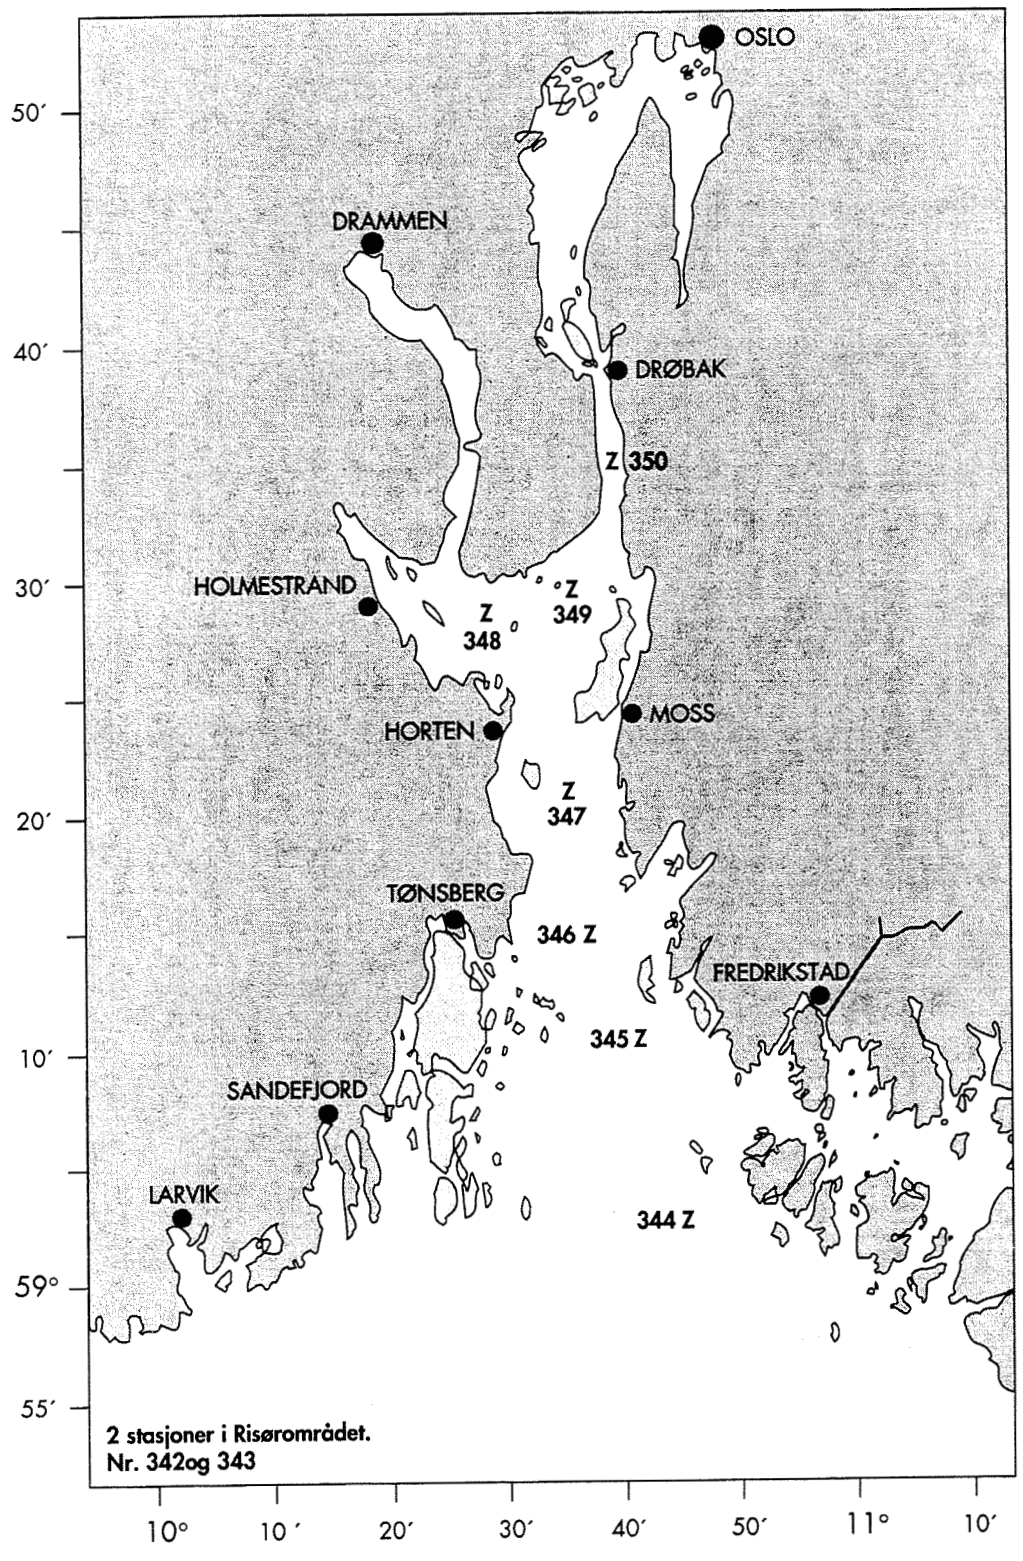 OSLO
50′
DRAMMEN
40′
DRØBAK
Z 350
30′
HOLMESTRAND
Z
349
Z
348
MOSS
HORTEN
Z
347
20′
TØNSBERG
346 Z
FREDRIKSTAD
345 Z
10′
SANDEFJORD
LARVIK
344 Z
59°
55′
2 stasjoner i Risørområdet.
Nr. 342og 343
10° 10′ 20′ 30′ 40′ 50′ 11° 10′